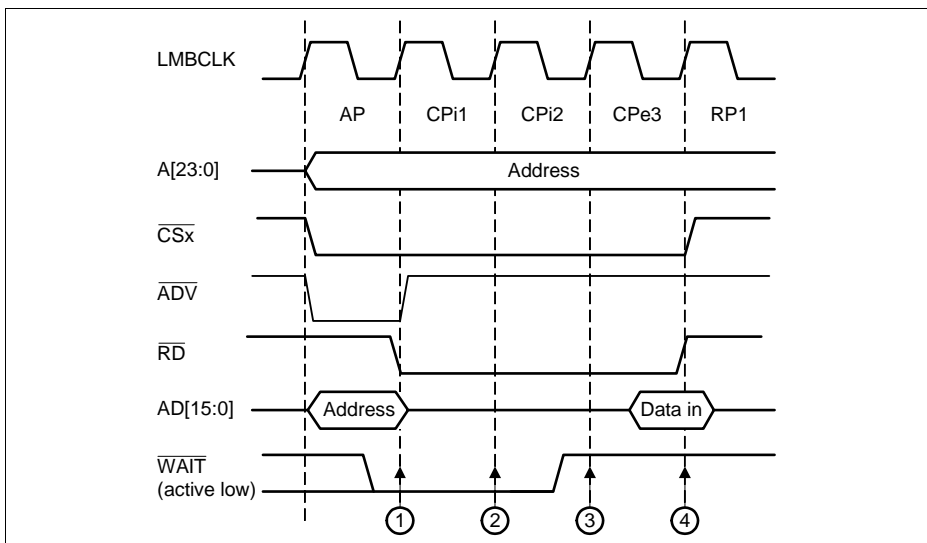 LMBCLK
AP CPi1 CPi2 CPe3 RP1
A[23:0] Address
CSx
ADV
RD
AD[15:0] Address Data in
WAIT
(active low)
1 2 3 4